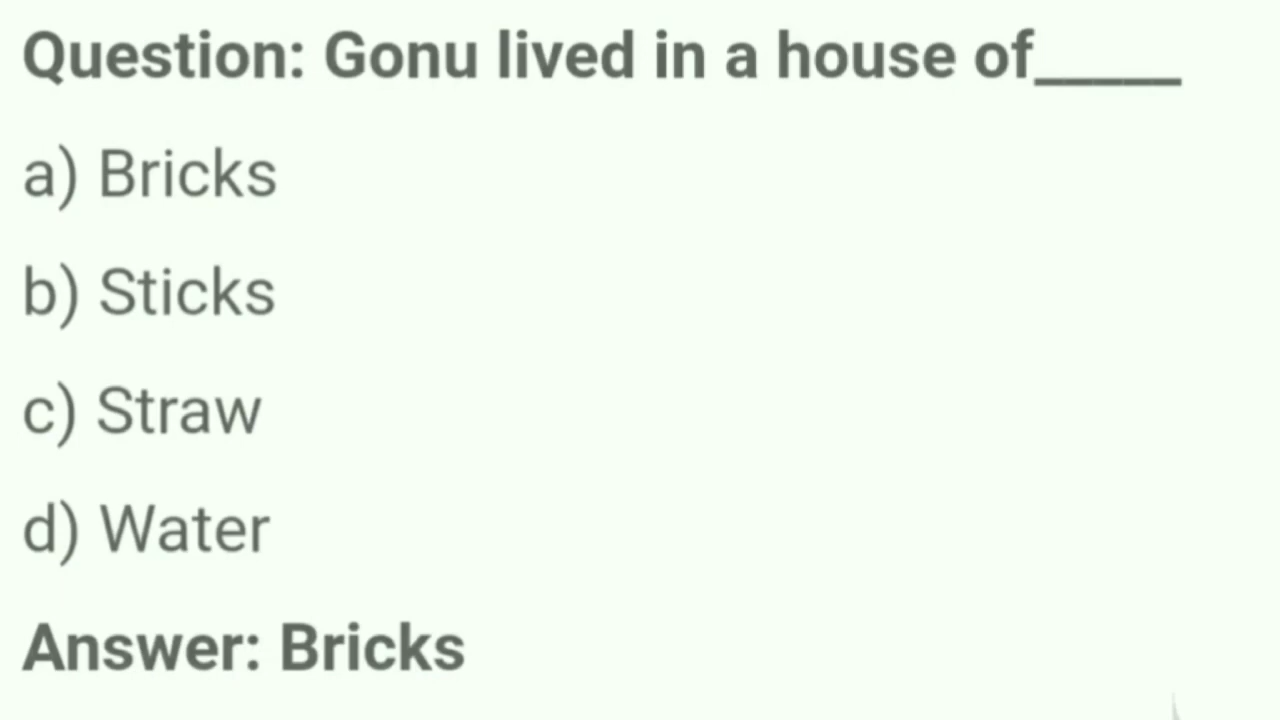 Question: Gonu lived in a house of_____
a) Bricks
b) Sticks
c) Straw
d) Water
Answer: Bricks